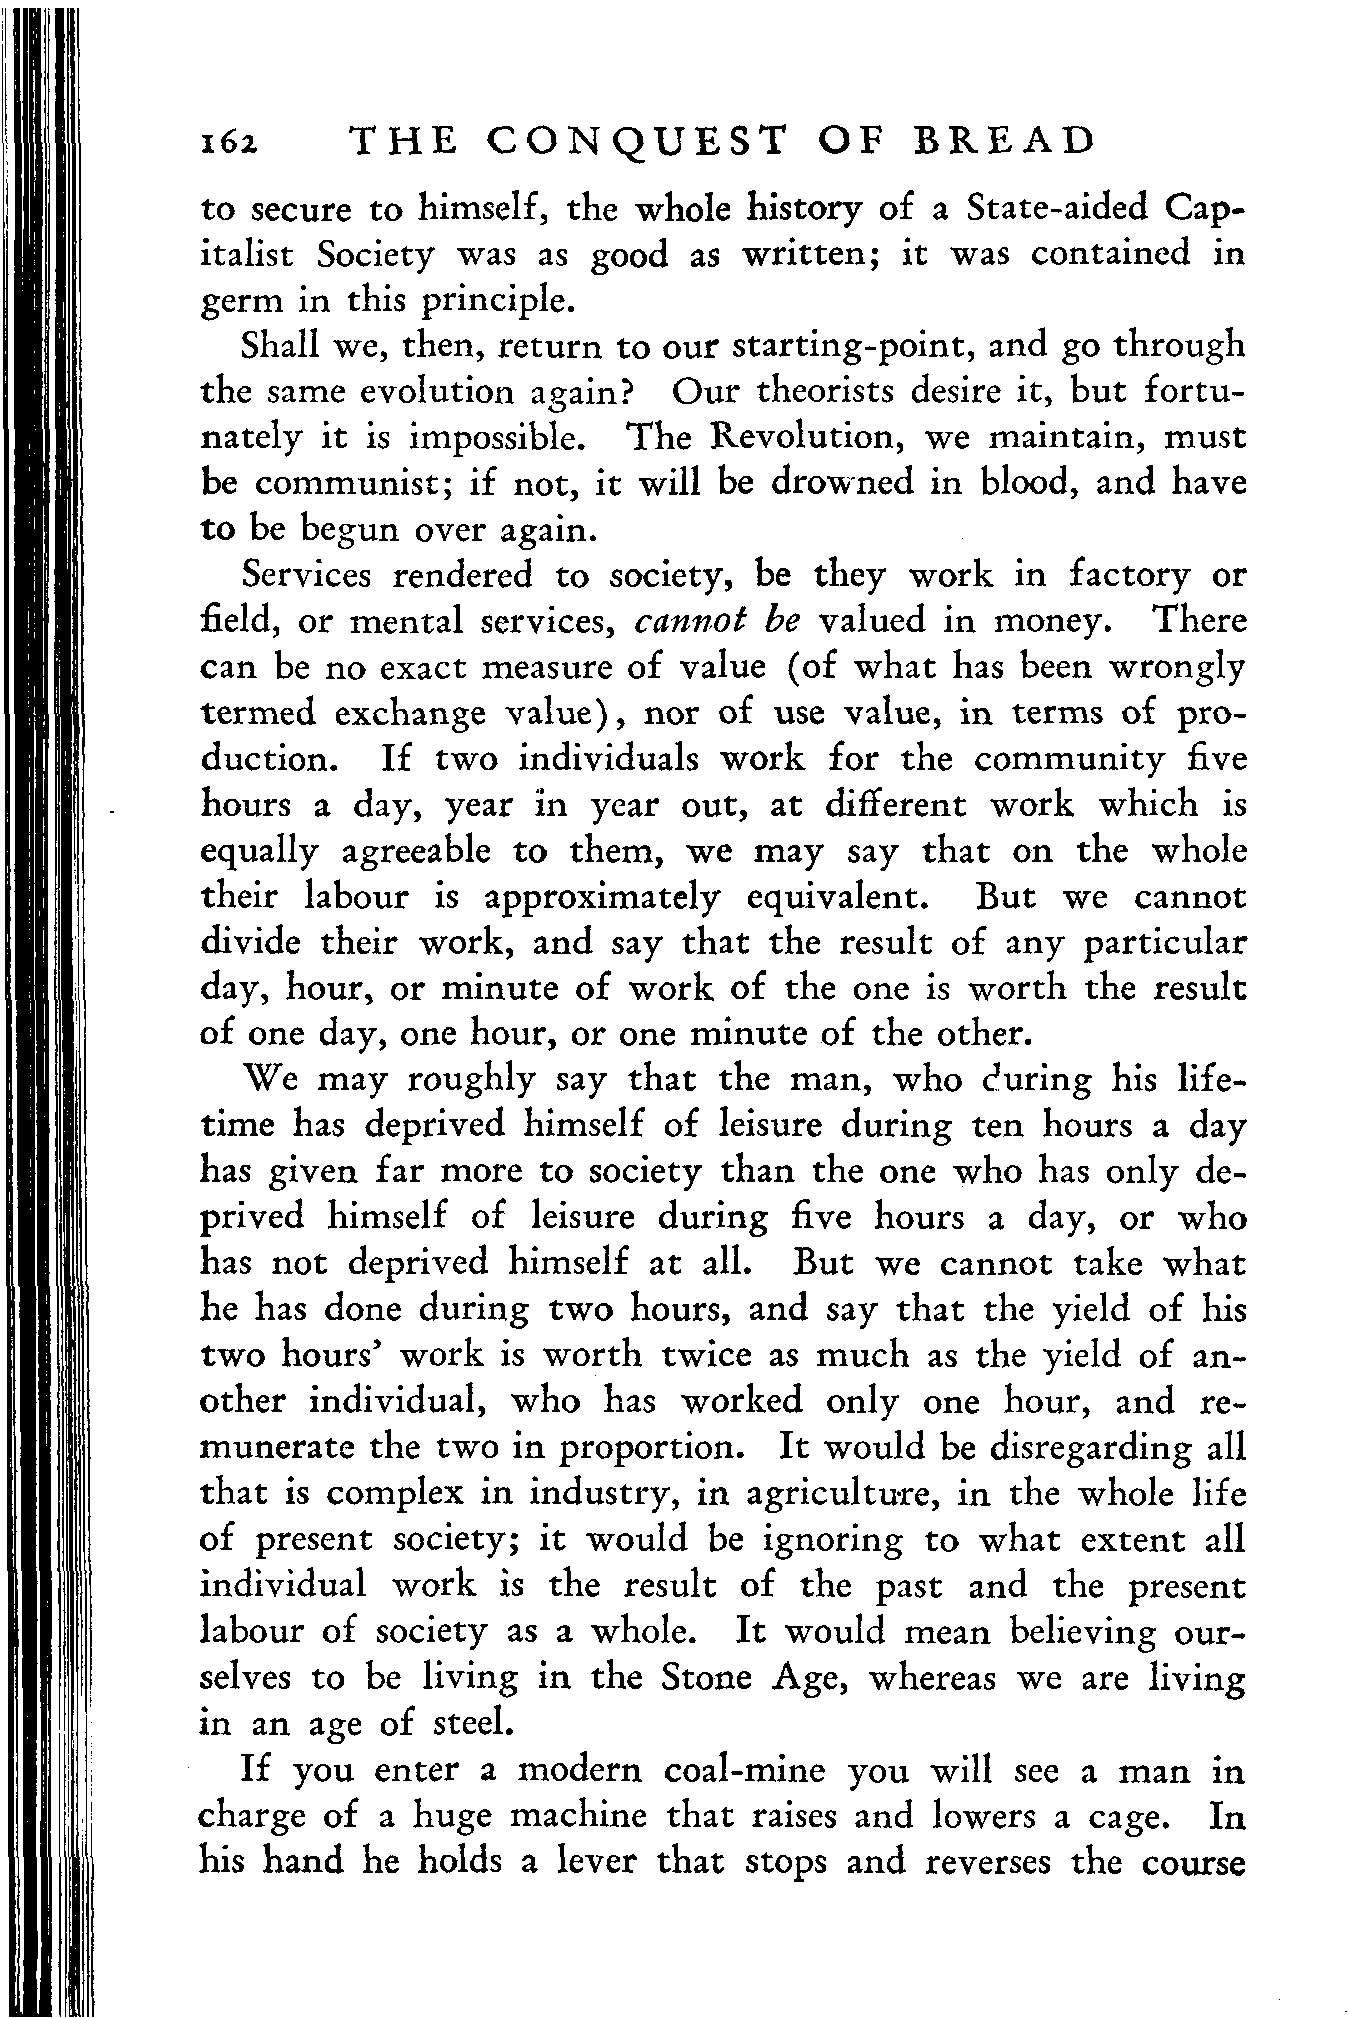 162 THE CONQUEST OF BREAD
to secure to himself, the whole history of a State-aided Cap-
italist Society was as good as written; it was contained in
germ in this principle.
Shall we, then, return to our starting-point, and go through
the same evolution again? Our theorists desire it, but fortu-
nately it is impossible. The Revolution, we maintain, must
be communist; if not, it will be drowned in blood, and have
to be begun over again.
Services rendered to society, be they work in factory or
field, or mental services, cannot be valued in money. There
can be no exact measure of value (of what has been wrongly
termed exchange value), nor of use value, in terms of pro-
duction. If two individuals work for the community five
hours a day, year in year out, at different work which is
equally agreeable to them, we may say that on the whole
their labour is approximately equivalent. But we cannot
divide their work, and say that the result of any particular
day, hour, or minute of work of the one is worth the result
of one day, one hour, or one minute of the other.
We may roughly say that the man, who during his life-
time has deprived himself of leisure during ten hours a day
has given far more to society than the one who has only de-
prived himself of leisure during five hours a day, or who
has not deprived himself at all. But we cannot take what
he has done during two hours, and say that the yield of his
two hours' work is worth twice as much as the yield of an-
other individual, who has worked only one hour, and re-
munerate the two in proportion. It would be disregarding all
that is complex in industry, in agriculture, in the whole life
of present society; it would be ignoring to what extent all
individual work is the result of the past and the present
labour of society as a whole. It would mean believing our-
selves to be living in the Stone Age, whereas we are living
in an age of steel.
If you enter a modern coal-mine you will see a man in
charge of a huge machine that raises and lowers a cage. In
his hand he holds a lever that stops and reverses the course